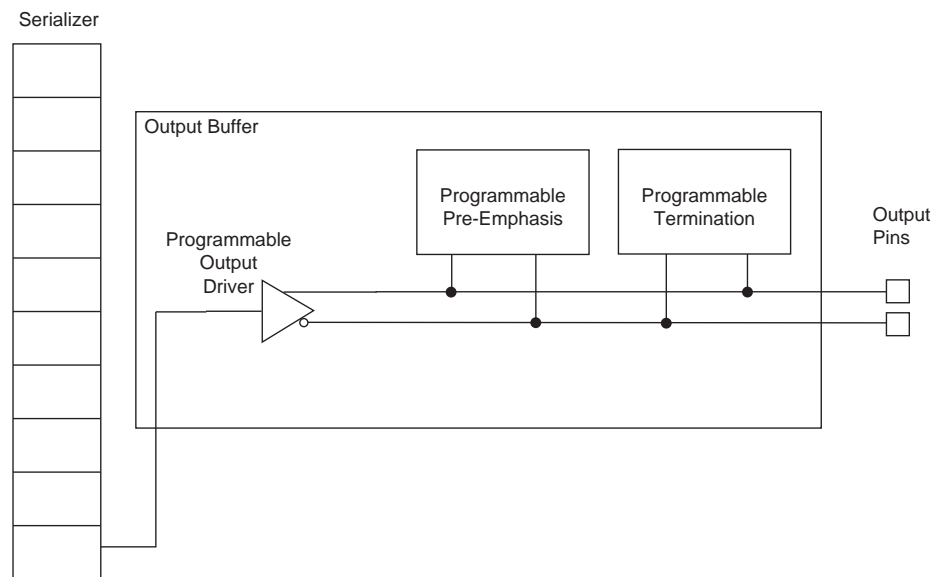 Serializer
Output Buffer
Programmable
Pre-Emphasis
Programmable
Termination
Output
Pins
Programmable
Output
Driver